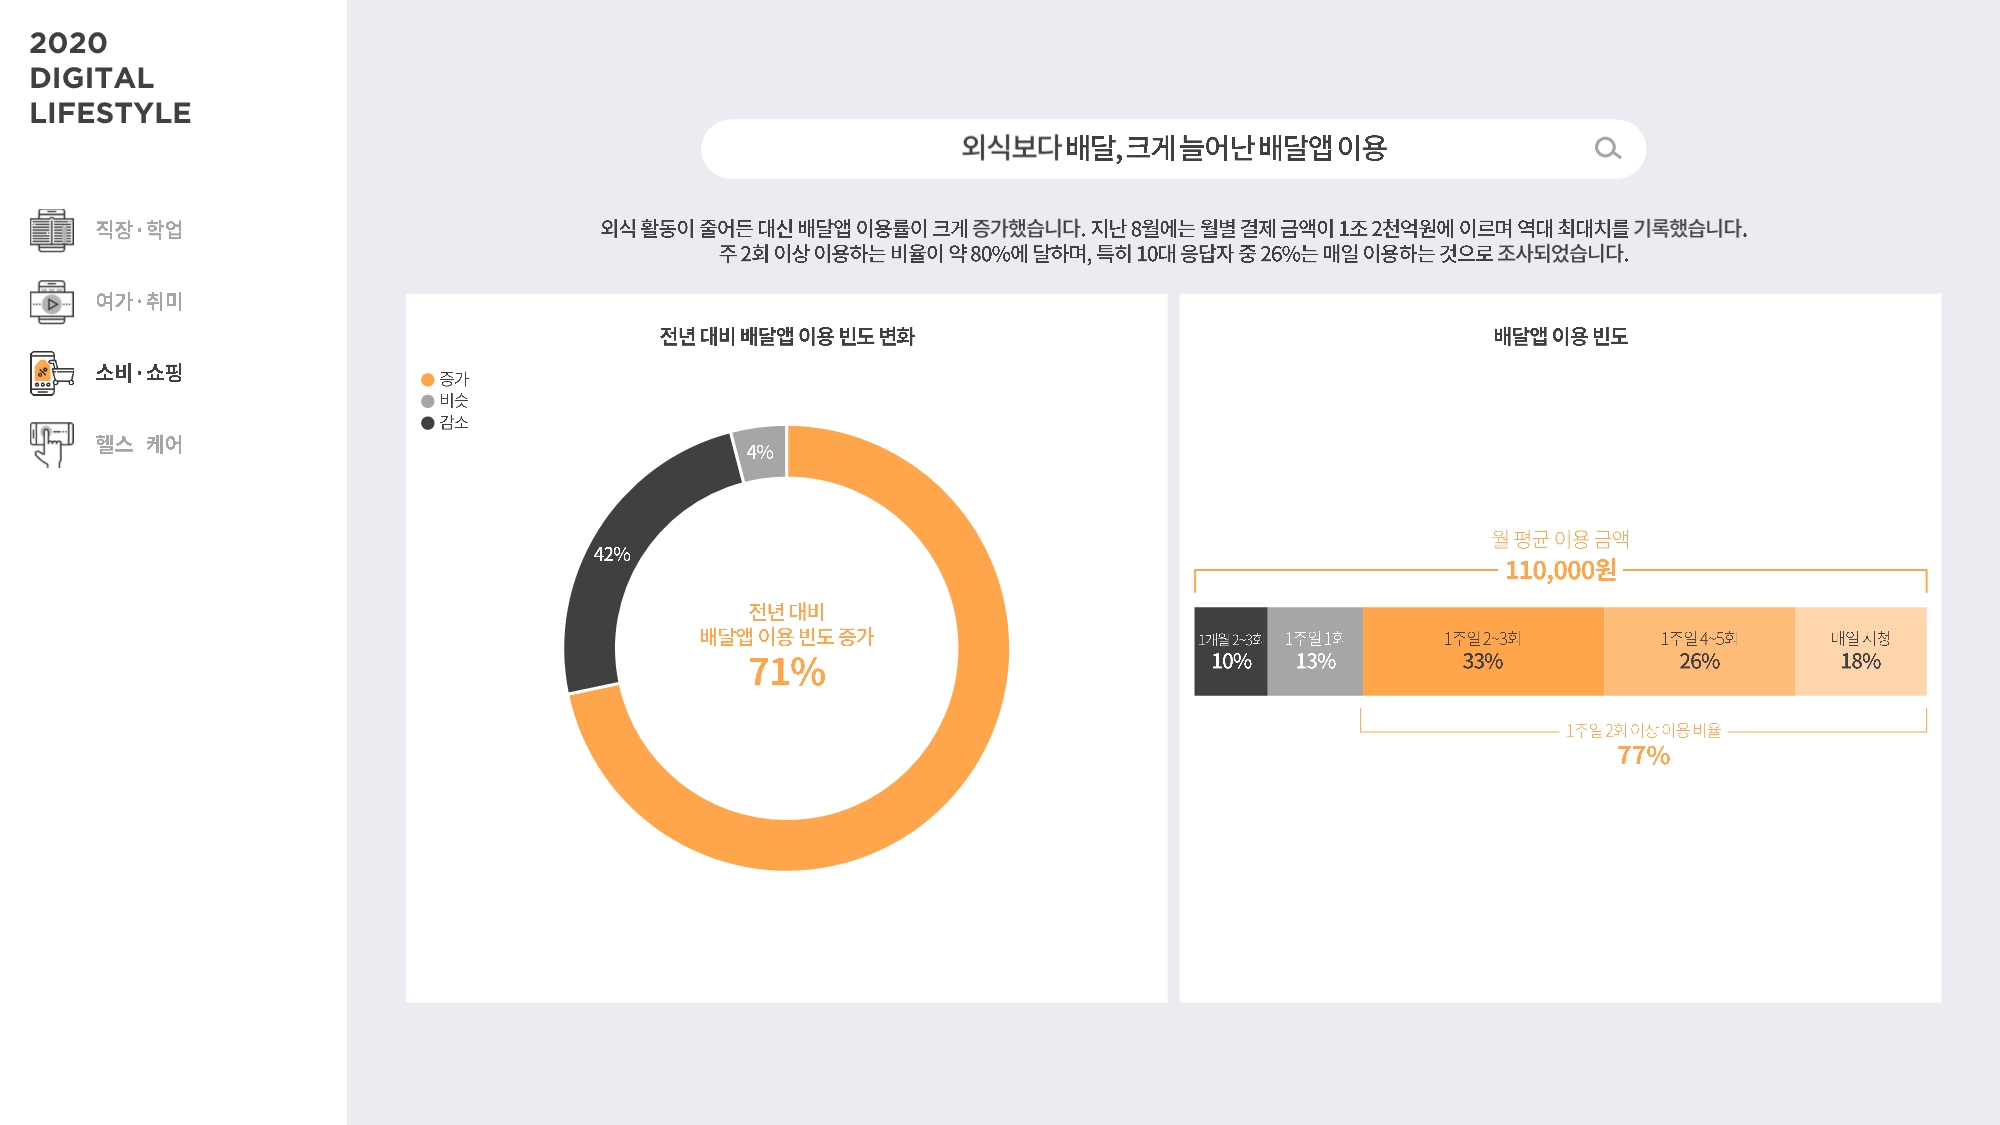 2020
DIGITAL
LIFESTYLE
직장·학업
여가·취미
소비·쇼핑
헬스 케어
외식보다 배달, 크게 늘어난 배달앱 이용
외식 활동이 줄어든 대신 배달앱 이용률이 크게 증가했습니다. 지난 8월에는 월별 결제 금액이 1조 2천억원에 이르며 역대 최대치를 기록했습니다.
주 2회 이상 이용하는 비율이 약 80%에 달하며, 특히 10대 응답자 중 26%는 매일 이용하는 것으로 조사되었습니다.
전년 대비 배달앱 이용 빈도 변화
증가
비슷
감소
4%
42%
전년 대비
배달앱 이용 빈도 증가
71%
배달앱 이용 빈도
월 평균 이용 금액
110,000원
1개월 2~3회
10%
1주일 1회
13%
1주일 2~3회
33%
1주일 4~5회
26%
매일 시청
18%
1주일 2회 이상 이용 비율
77%